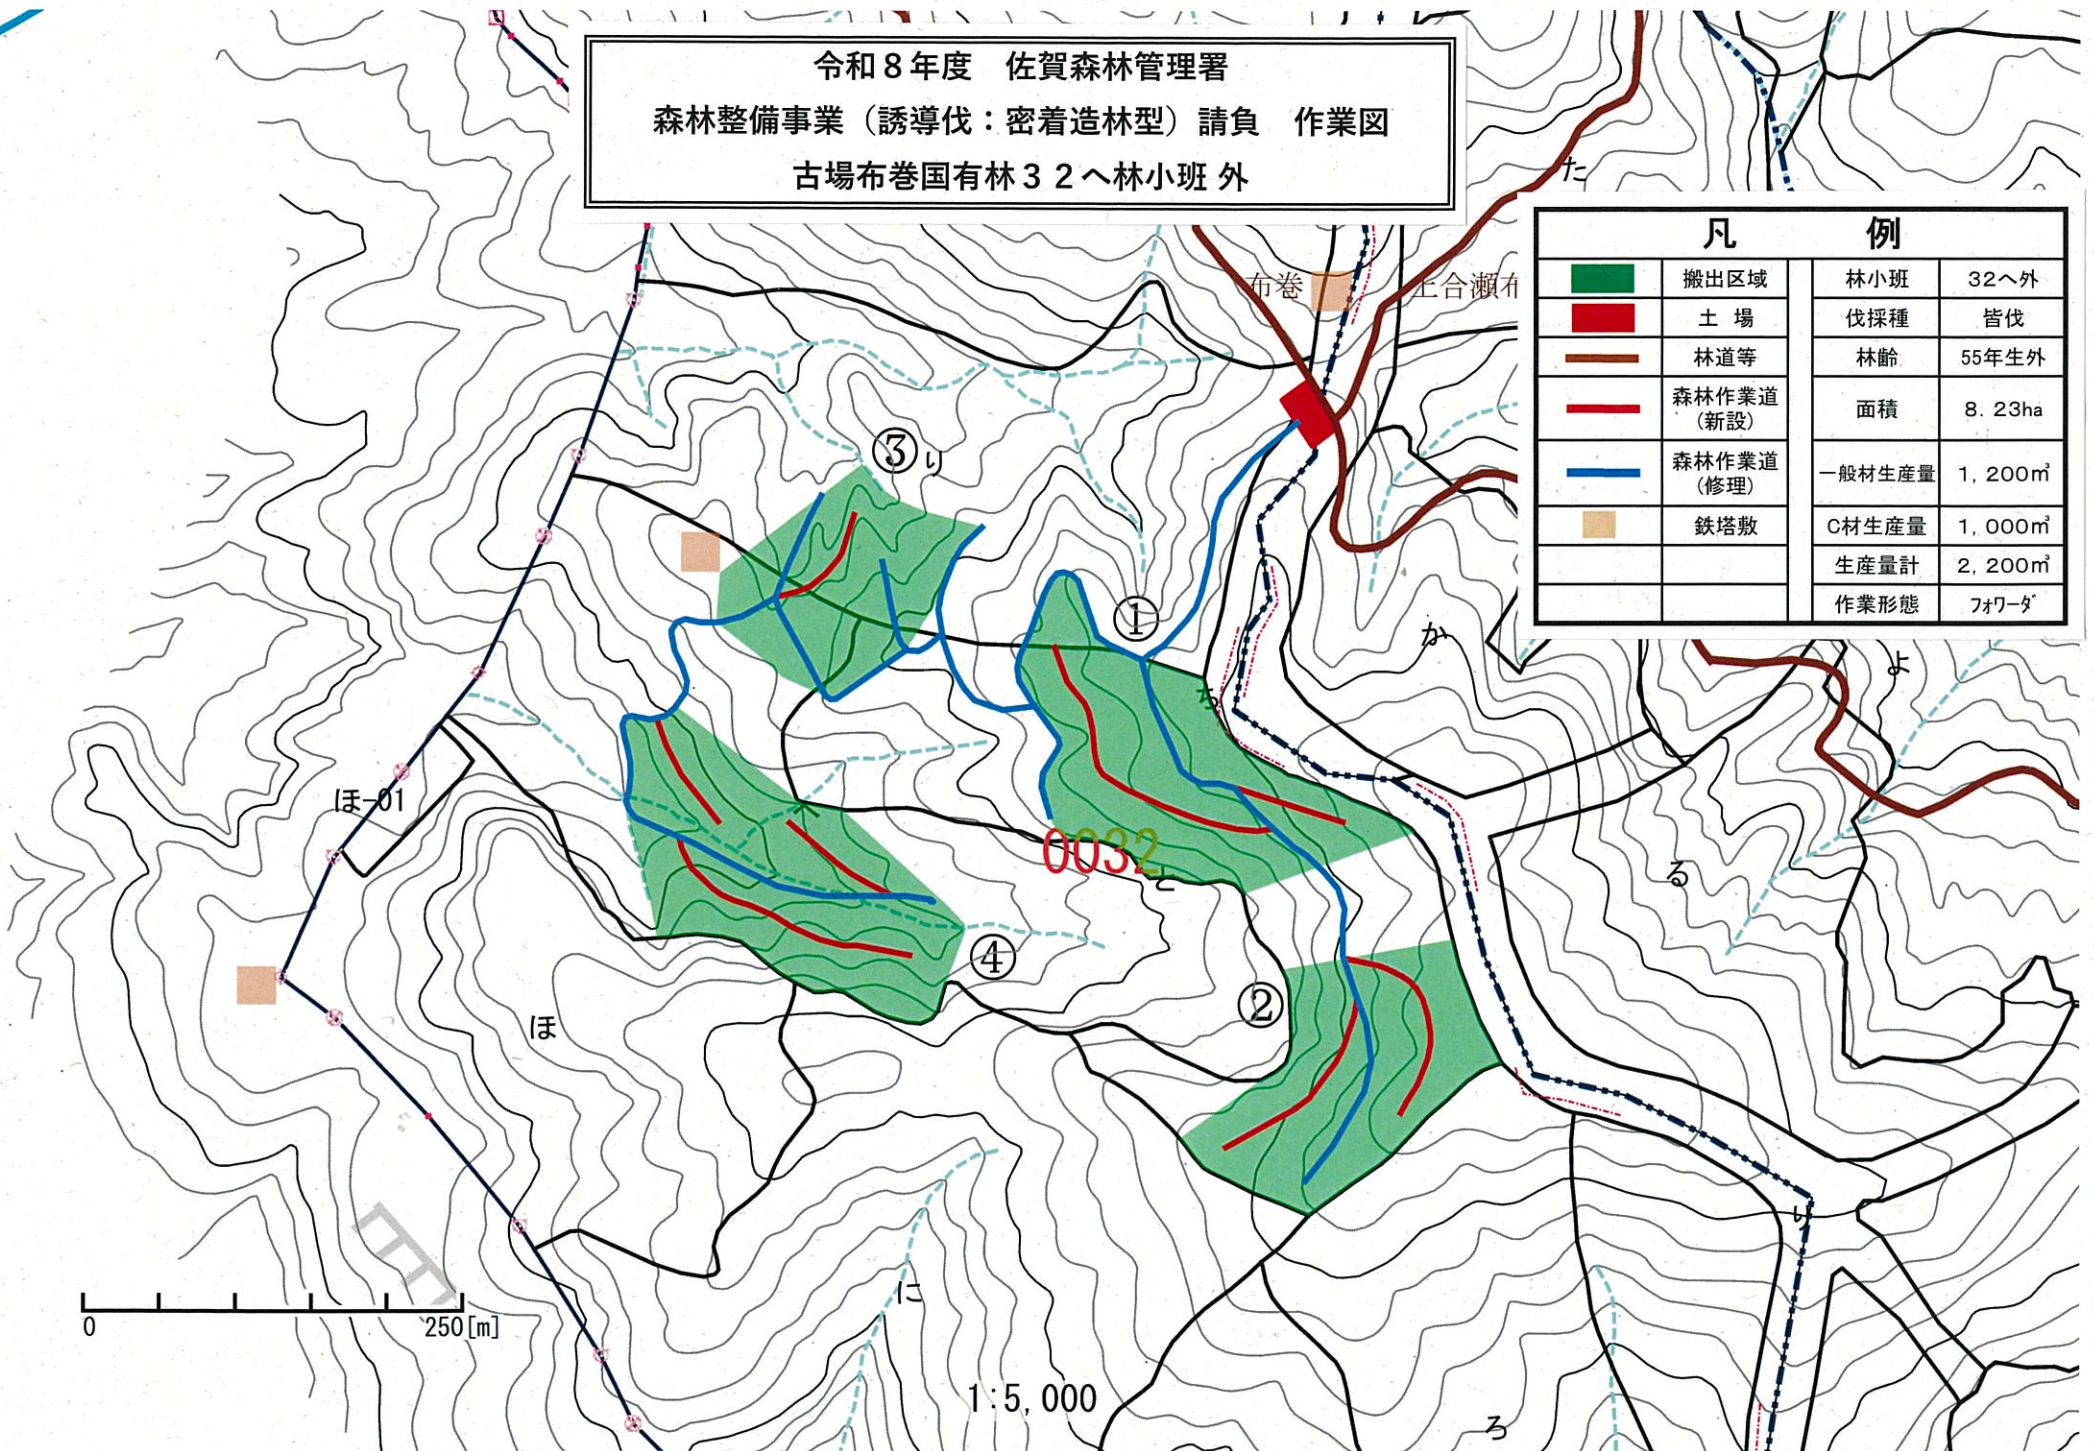 令和８年度　佐賀森林管理署
森林整備事業（誘導伐：密着造林型）請負　作業図
古場布巻国有林３２へ林小班 外
凡　例
搬出区域　林小班　32へ外
土 場　伐採種　皆伐
林道等　林齢　55年生外
森林作業道
(新設)　面積　8. 23ha
森林作業道
(修理)　一般材生産量　1, 200㎥
鉄塔敷　C材生産量　1, 000㎥
生産量計　2, 200㎥
作業形態　ﾌｫﾜｰﾀﾞ
た
布巻
上合瀬布
③
り
①
か
よ
ち
ほ-01
0032
と
る
④
②
ほ
り
に
0　250[m]
1:5,000
ろ